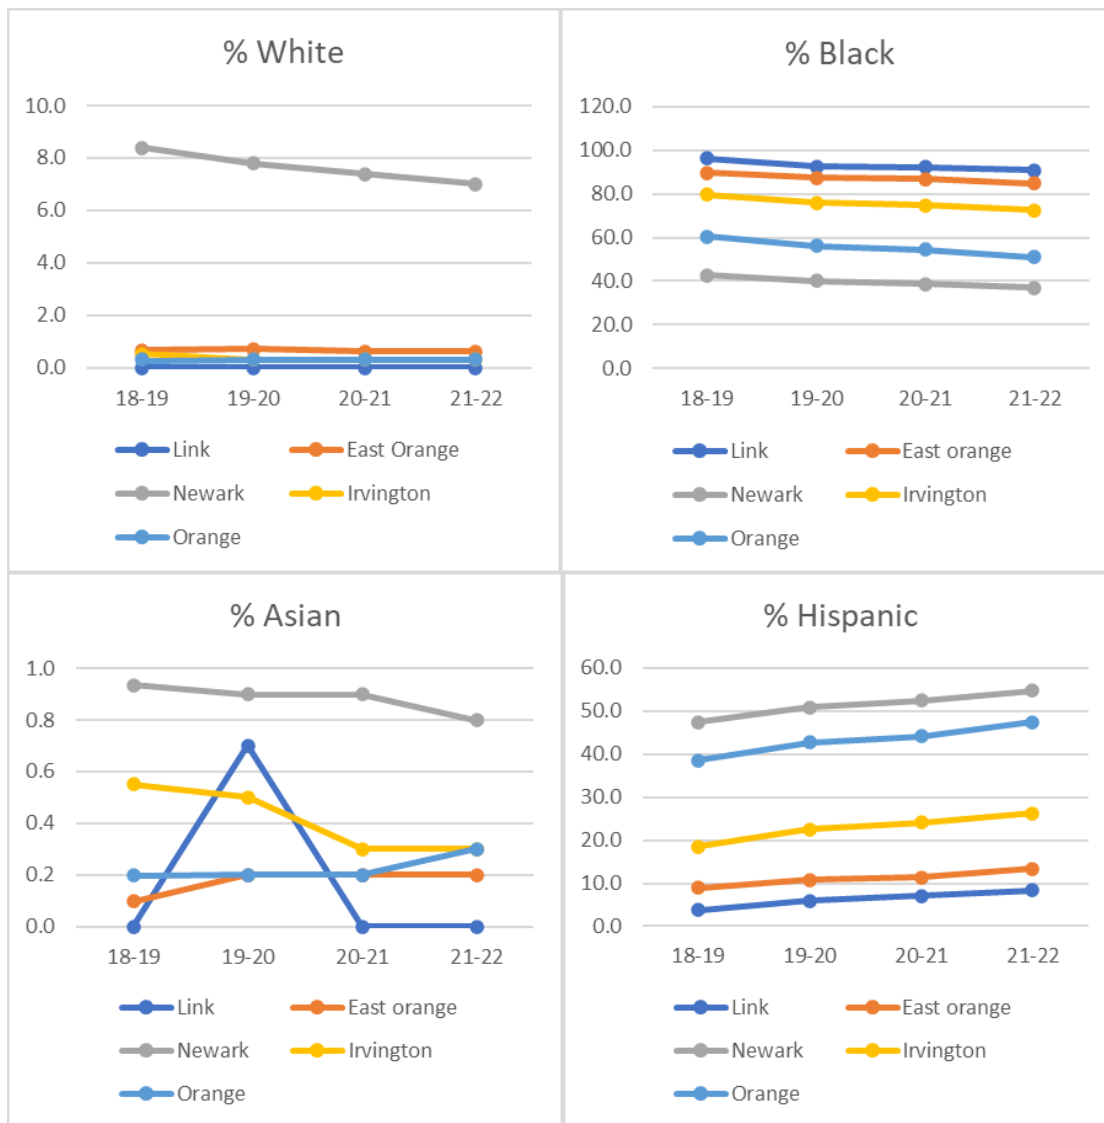 % White
10.0
8.0
6.0
4.0
2.0
0.0
18-19 19-20 20-21 21-22
Link East Orange
Newark Irvington
Orange
% Black
120.0
100.0
80.0
60.0
40.0
20.0
0.0
18-19 19-20 20-21 21-22
Link East orange
Newark Irvington
Orange
% Asian
1.0
0.8
0.6
0.4
0.2
0.0
18-19 19-20 20-21 21-22
Link East orange
Newark Irvington
Orange
% Hispanic
60.0
50.0
40.0
30.0
20.0
10.0
0.0
18-19 19-20 20-21 21-22
Link East orange
Newark Irvington
Orange